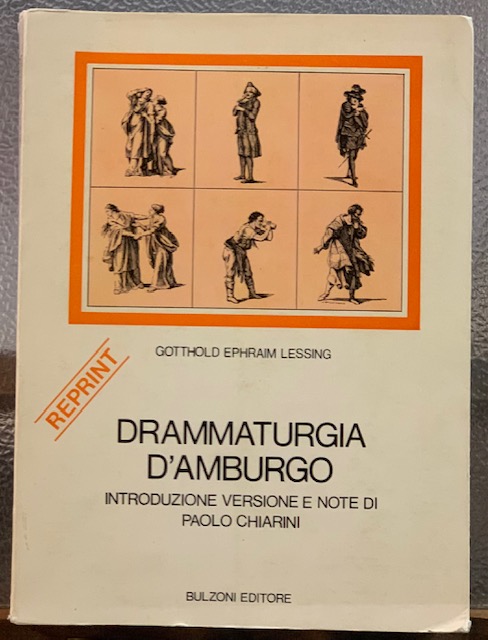 GOTTHOLD EPHRAIM LESSING
REPRINT
DRAMMATURGIA
D'AMBURGO
INTRODUZIONE VERSIONE E NOTE DI
PAOLO CHIARINI
BULZONI EDITORE